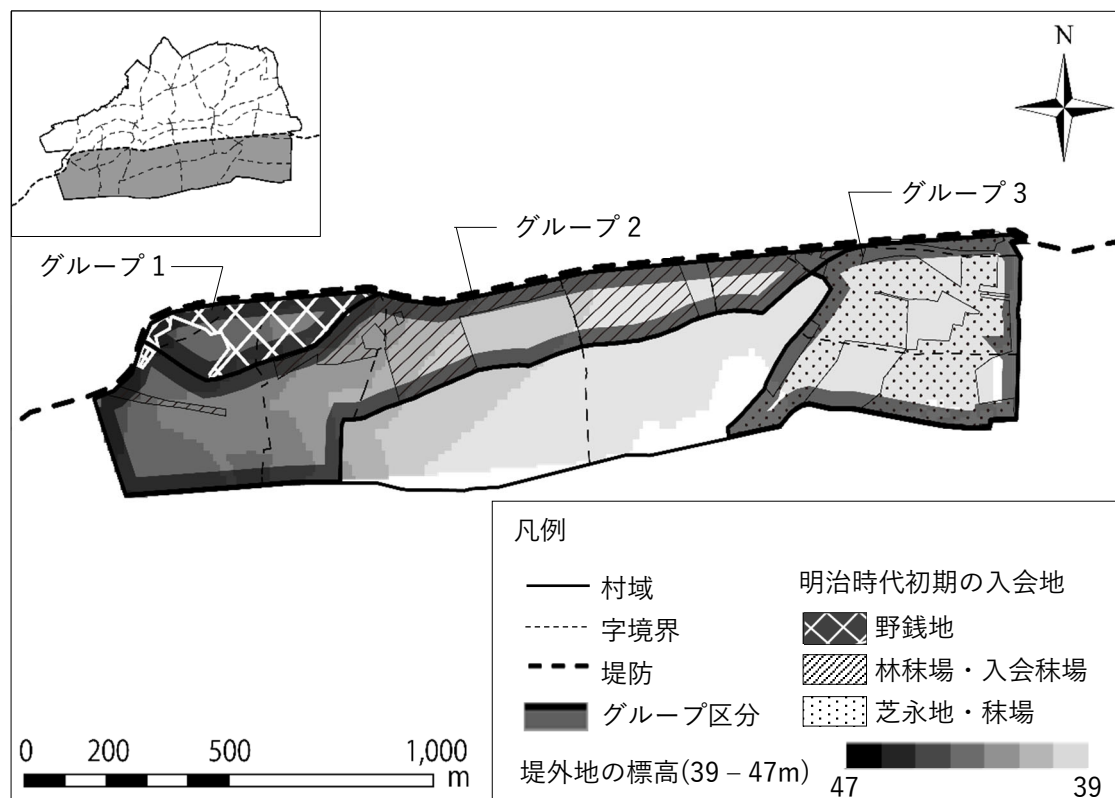 N
グループ 3
グループ 2
グループ 1
凡例
村域
字境界
堤防
グループ区分
明治時代初期の入会地
野銭地
林秣場・入会秣場
芝永地・秣場
堤外地の標高(39 – 47m)
47 39
0 200 500 1,000
m